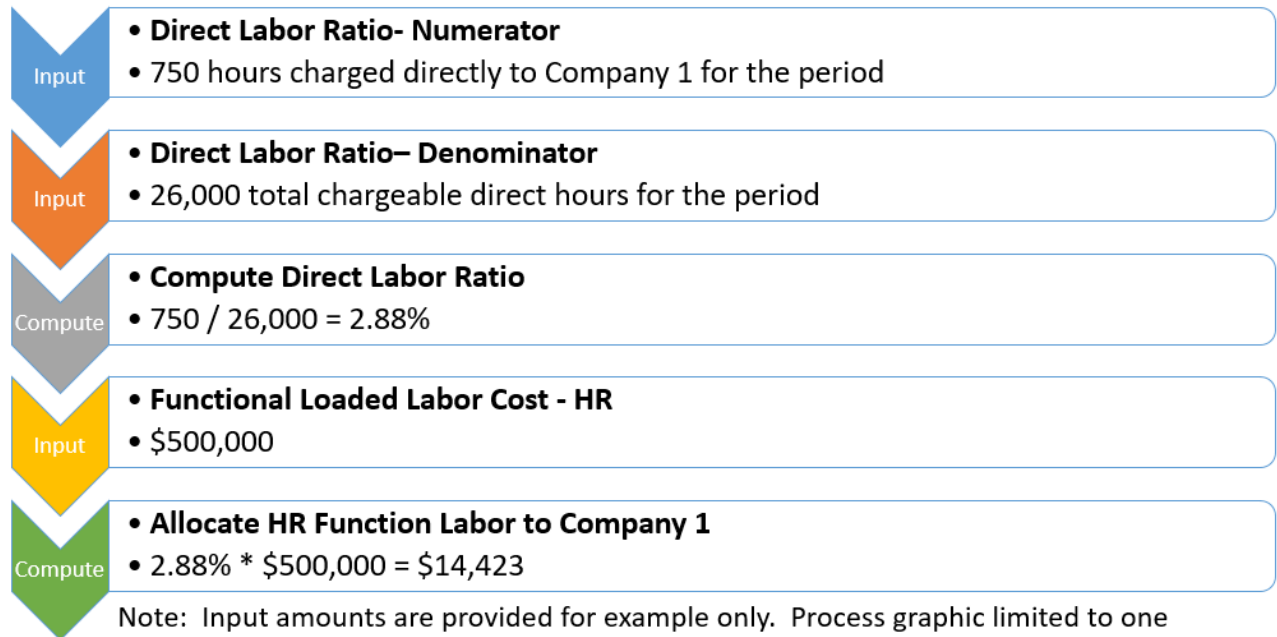 Input
• Direct Labor Ratio- Numerator
• 750 hours charged directly to Company 1 for the period
Input
• Direct Labor Ratio– Denominator
• 26,000 total chargeable direct hours for the period
Compute
• Compute Direct Labor Ratio
• 750 / 26,000 = 2.88%
Input
• Functional Loaded Labor Cost - HR
• $500,000
Compute
• Allocate HR Function Labor to Company 1
• 2.88% * $500,000 = $14,423
Note:  Input amounts are provided for example only.  Process graphic limited to one